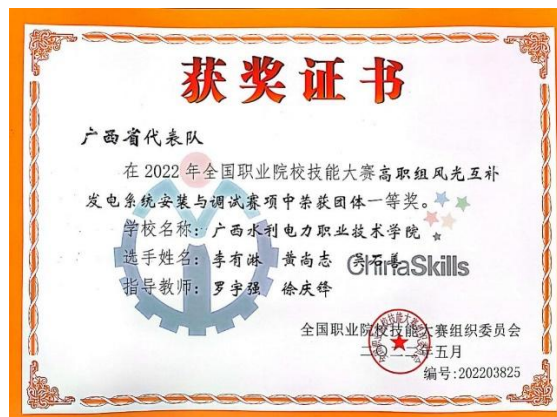 获奖证书
广西省代表队
在 2022 年全国职业院校技能大赛高职组风光互补
发电系统安装与调试赛项中荣获团体一等奖。
学校名称：广西水利电力职业技术学院
选手姓名：李有淋 黄尚志
ChinaSkills
指导教师：罗宇强 徐庆锋
全国职业院校技能大赛组织委员会
二〇二二年五月
编号：202203825